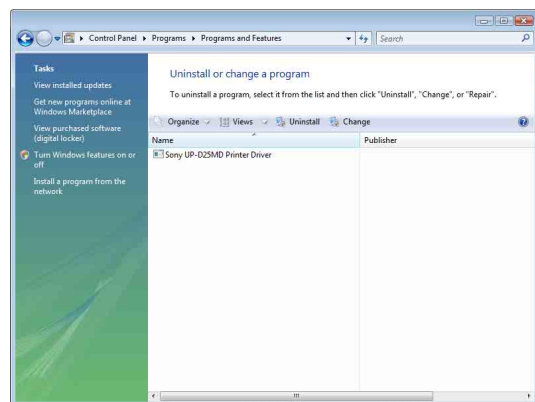 Control Panel ▸ Programs ▸ Programs and Features
Search
Tasks
View installed updates
Get new programs online at
Windows Marketplace
View purchased software
(digital locker)
Turn Windows features on or
off
Install a program from the
network
Uninstall or change a program
To uninstall a program, select it from the list and then click "Uninstall", "Change", or "Repair".
Organize Views Uninstall Change
Name Publisher
Sony UP-D25MD Printer Driver